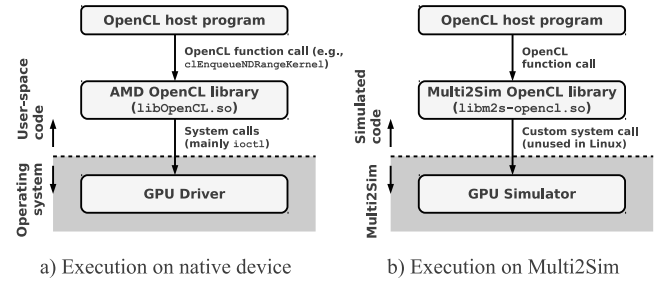 OpenCL host program
OpenCL function call (e.g.,
clEnqueueNDRangeKernel)
AMD OpenCL library
(libOpenCL.so)
System calls
(mainly ioctl)
GPU Driver
User-space
code
Operating
system
a) Execution on native device
OpenCL host program
OpenCL
function call
Multi2Sim OpenCL library
(libm2s-opencl.so)
Custom system call
(unused in Linux)
GPU Simulator
Simulated
code
Multi2Sim
b) Execution on Multi2Sim